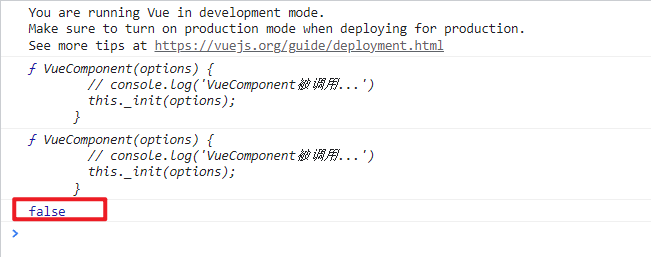 You are running Vue in development mode.
Make sure to turn on production mode when deploying for production.
See more tips at https://vuejs.org/guide/deployment.html
ƒ VueComponent(options) {
// console.log('VueComponent被调用...')
this._init(options);
}
ƒ VueComponent(options) {
// console.log('VueComponent被调用...')
this._init(options);
}
false
>